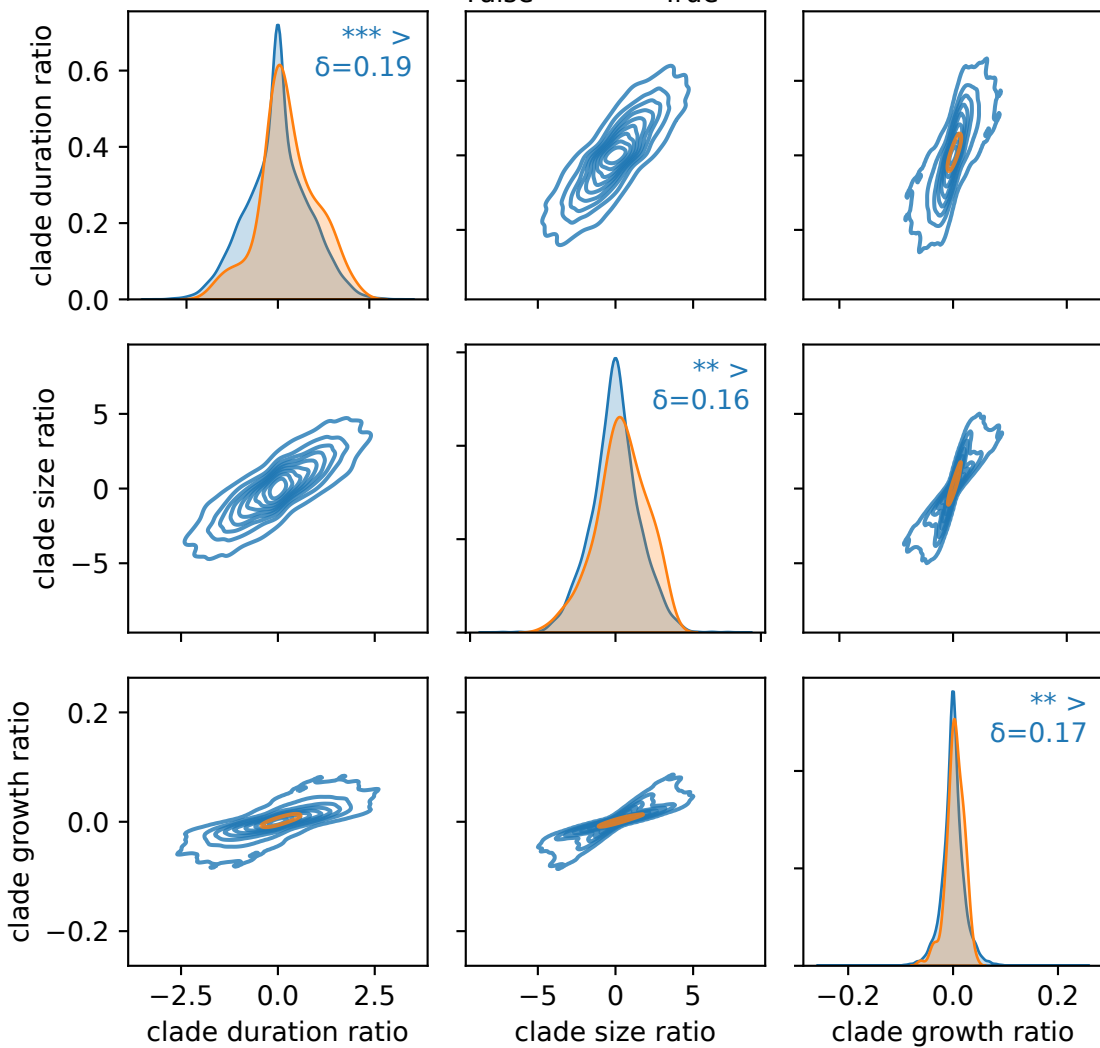 *** >
δ=0.19
0.6
0.4
0.2
0.0
clade duration ratio
** >
δ=0.16
5
0
−5
clade size ratio
** >
δ=0.17
0.2
0.0
−0.2
clade growth ratio
−2.5 0.0 2.5
−5 0 5
−0.2 0.0 0.2
clade duration ratio
clade size ratio
clade growth ratio